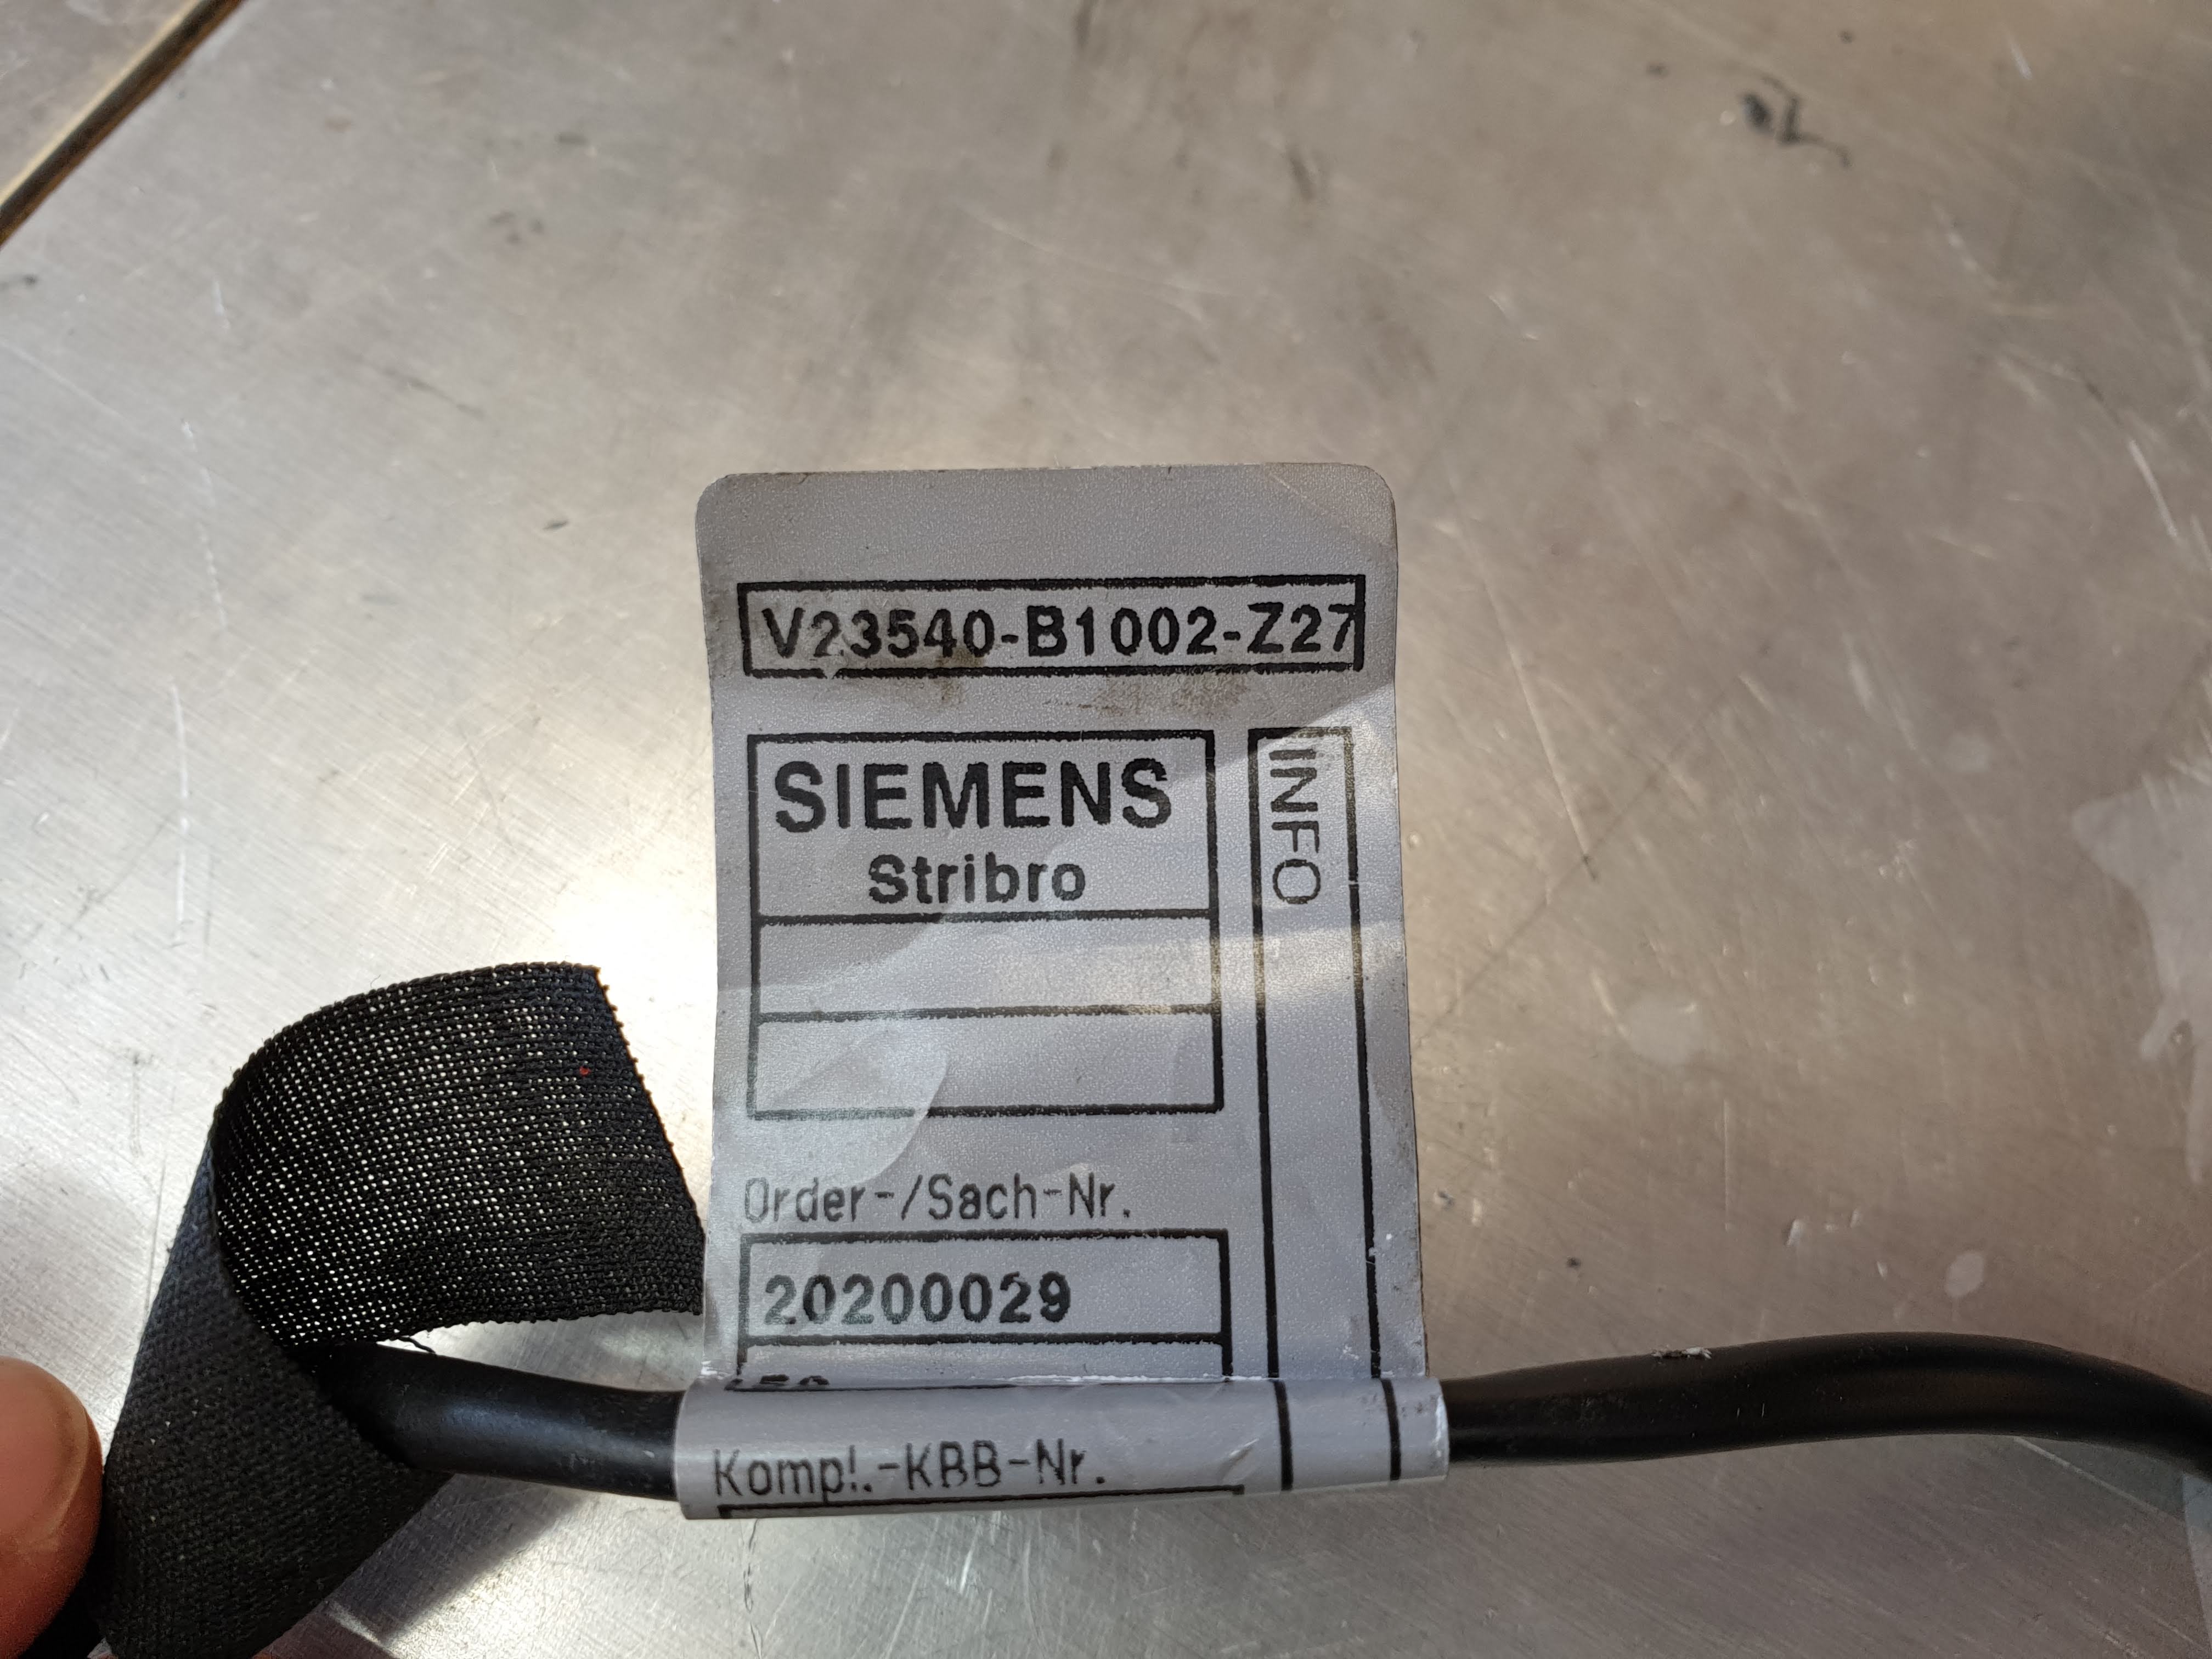 V23540-B1002-Z27
SIEMENS
Stribro
INFO
Order-/Sach-Nr.
20200029
Kompl.-KBB-Nr.